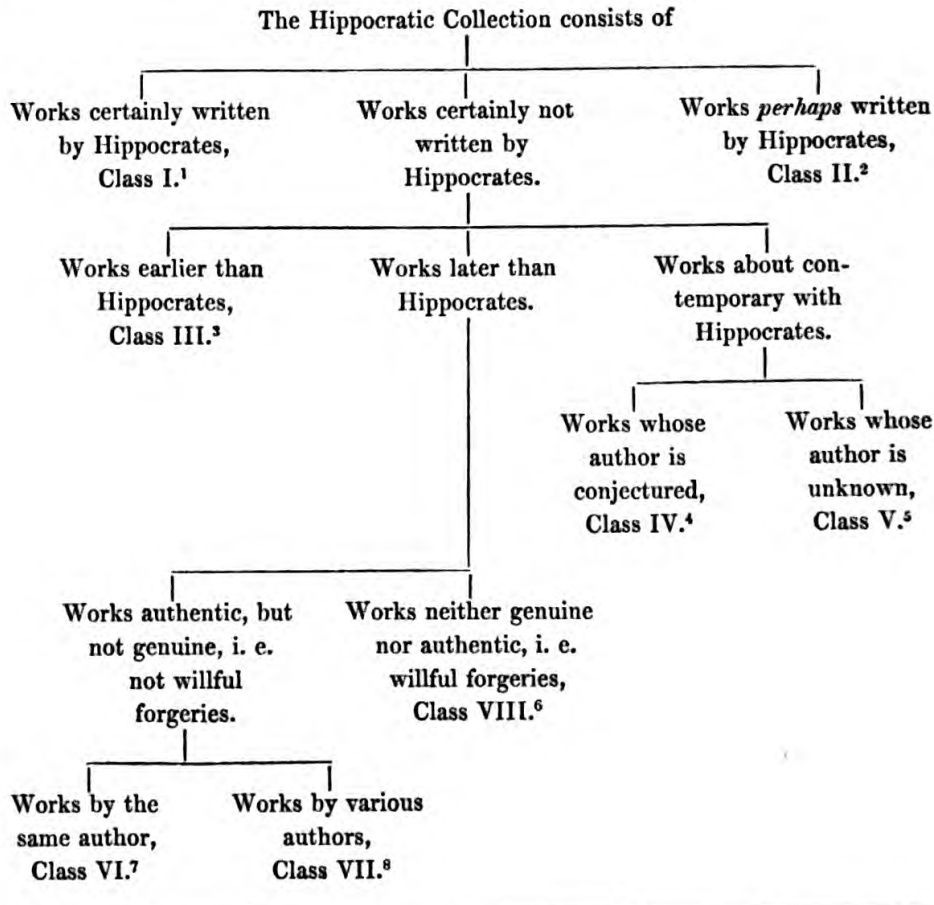 The Hippocratic Collection consists of
Works certainly written
by Hippocrates,
Class I.¹
Works certainly not
written by
Hippocrates.
Works perhaps written
by Hippocrates,
Class II.²
Works earlier than
Hippocrates,
Class III.³
Works later than
Hippocrates.
Works about con-
temporary with
Hippocrates.
Works whose
author is
conjectured,
Class IV.⁴
Works whose
author is
unknown,
Class V.⁵
Works authentic, but
not genuine, i. e.
not willful
forgeries.
Works neither genuine
nor authentic, i. e.
willful forgeries,
Class VIII.⁶
Works by the
same author,
Class VI.⁷
Works by various
authors,
Class VII.⁸